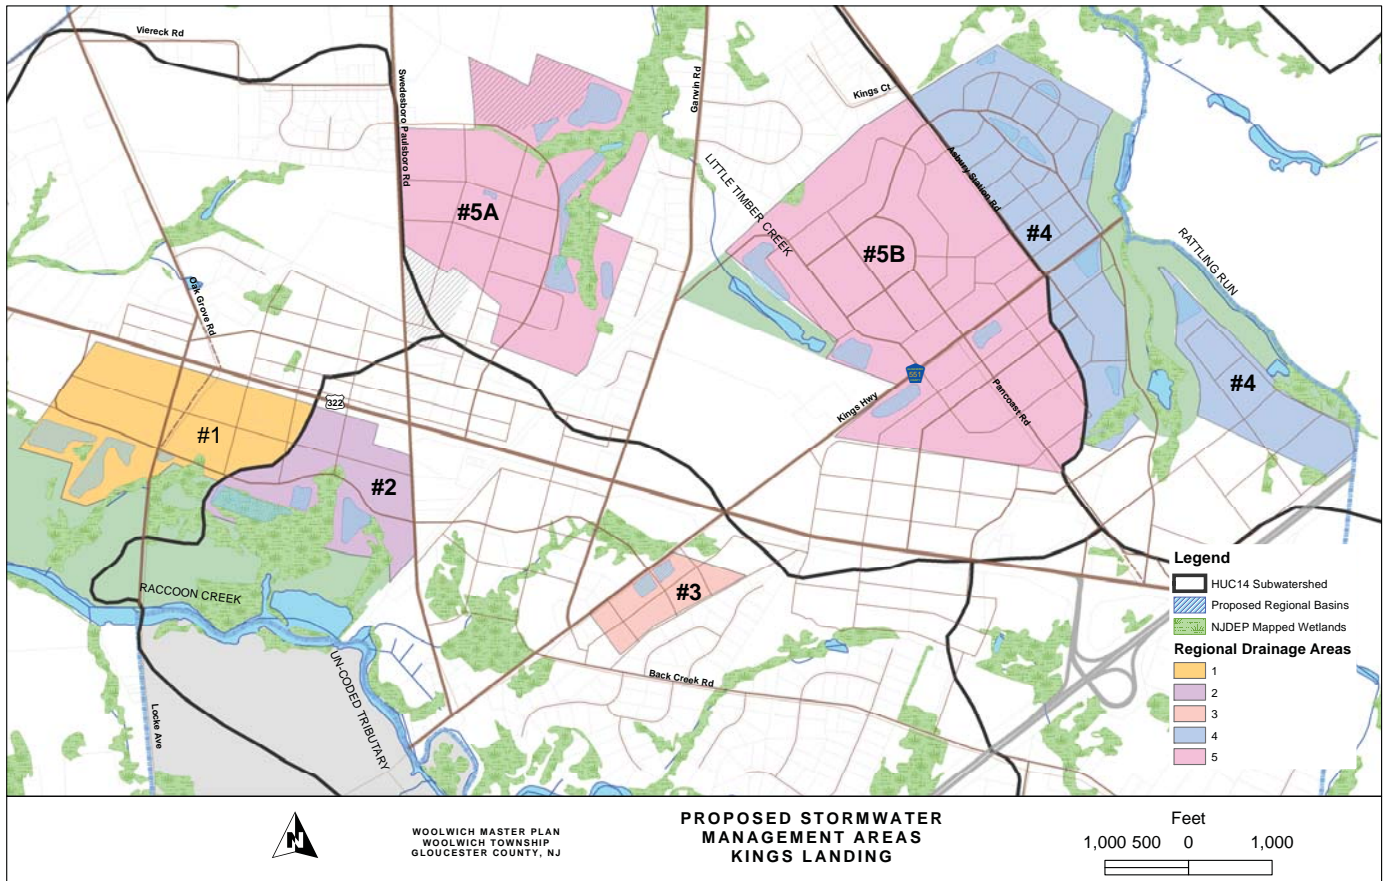 Viereck Rd
Swedesboro Paulsboro Rd
Garwin Rd
Kings Ct
Asbury Station Rd
LITTLE TIMBER CREEK
#5A
#5B
#4
RATTLING RUN
Oak Grove Rd
#4
551
Pancoast Rd
Kings Hwy
322
#1
#2
#3
RACCOON CREEK
UN-CODED TRIBUTARY
Locke Ave
Back Creek Rd
Legend
HUC14 Subwatershed
Proposed Regional Basins
NJDEP Mapped Wetlands
Regional Drainage Areas
1
2
3
4
5
N
WOOLWICH MASTER PLAN
WOOLWICH TOWNSHIP
GLOUCESTER COUNTY, NJ
PROPOSED STORMWATER
MANAGEMENT AREAS
KINGS LANDING
Feet
1,000 500 0 1,000